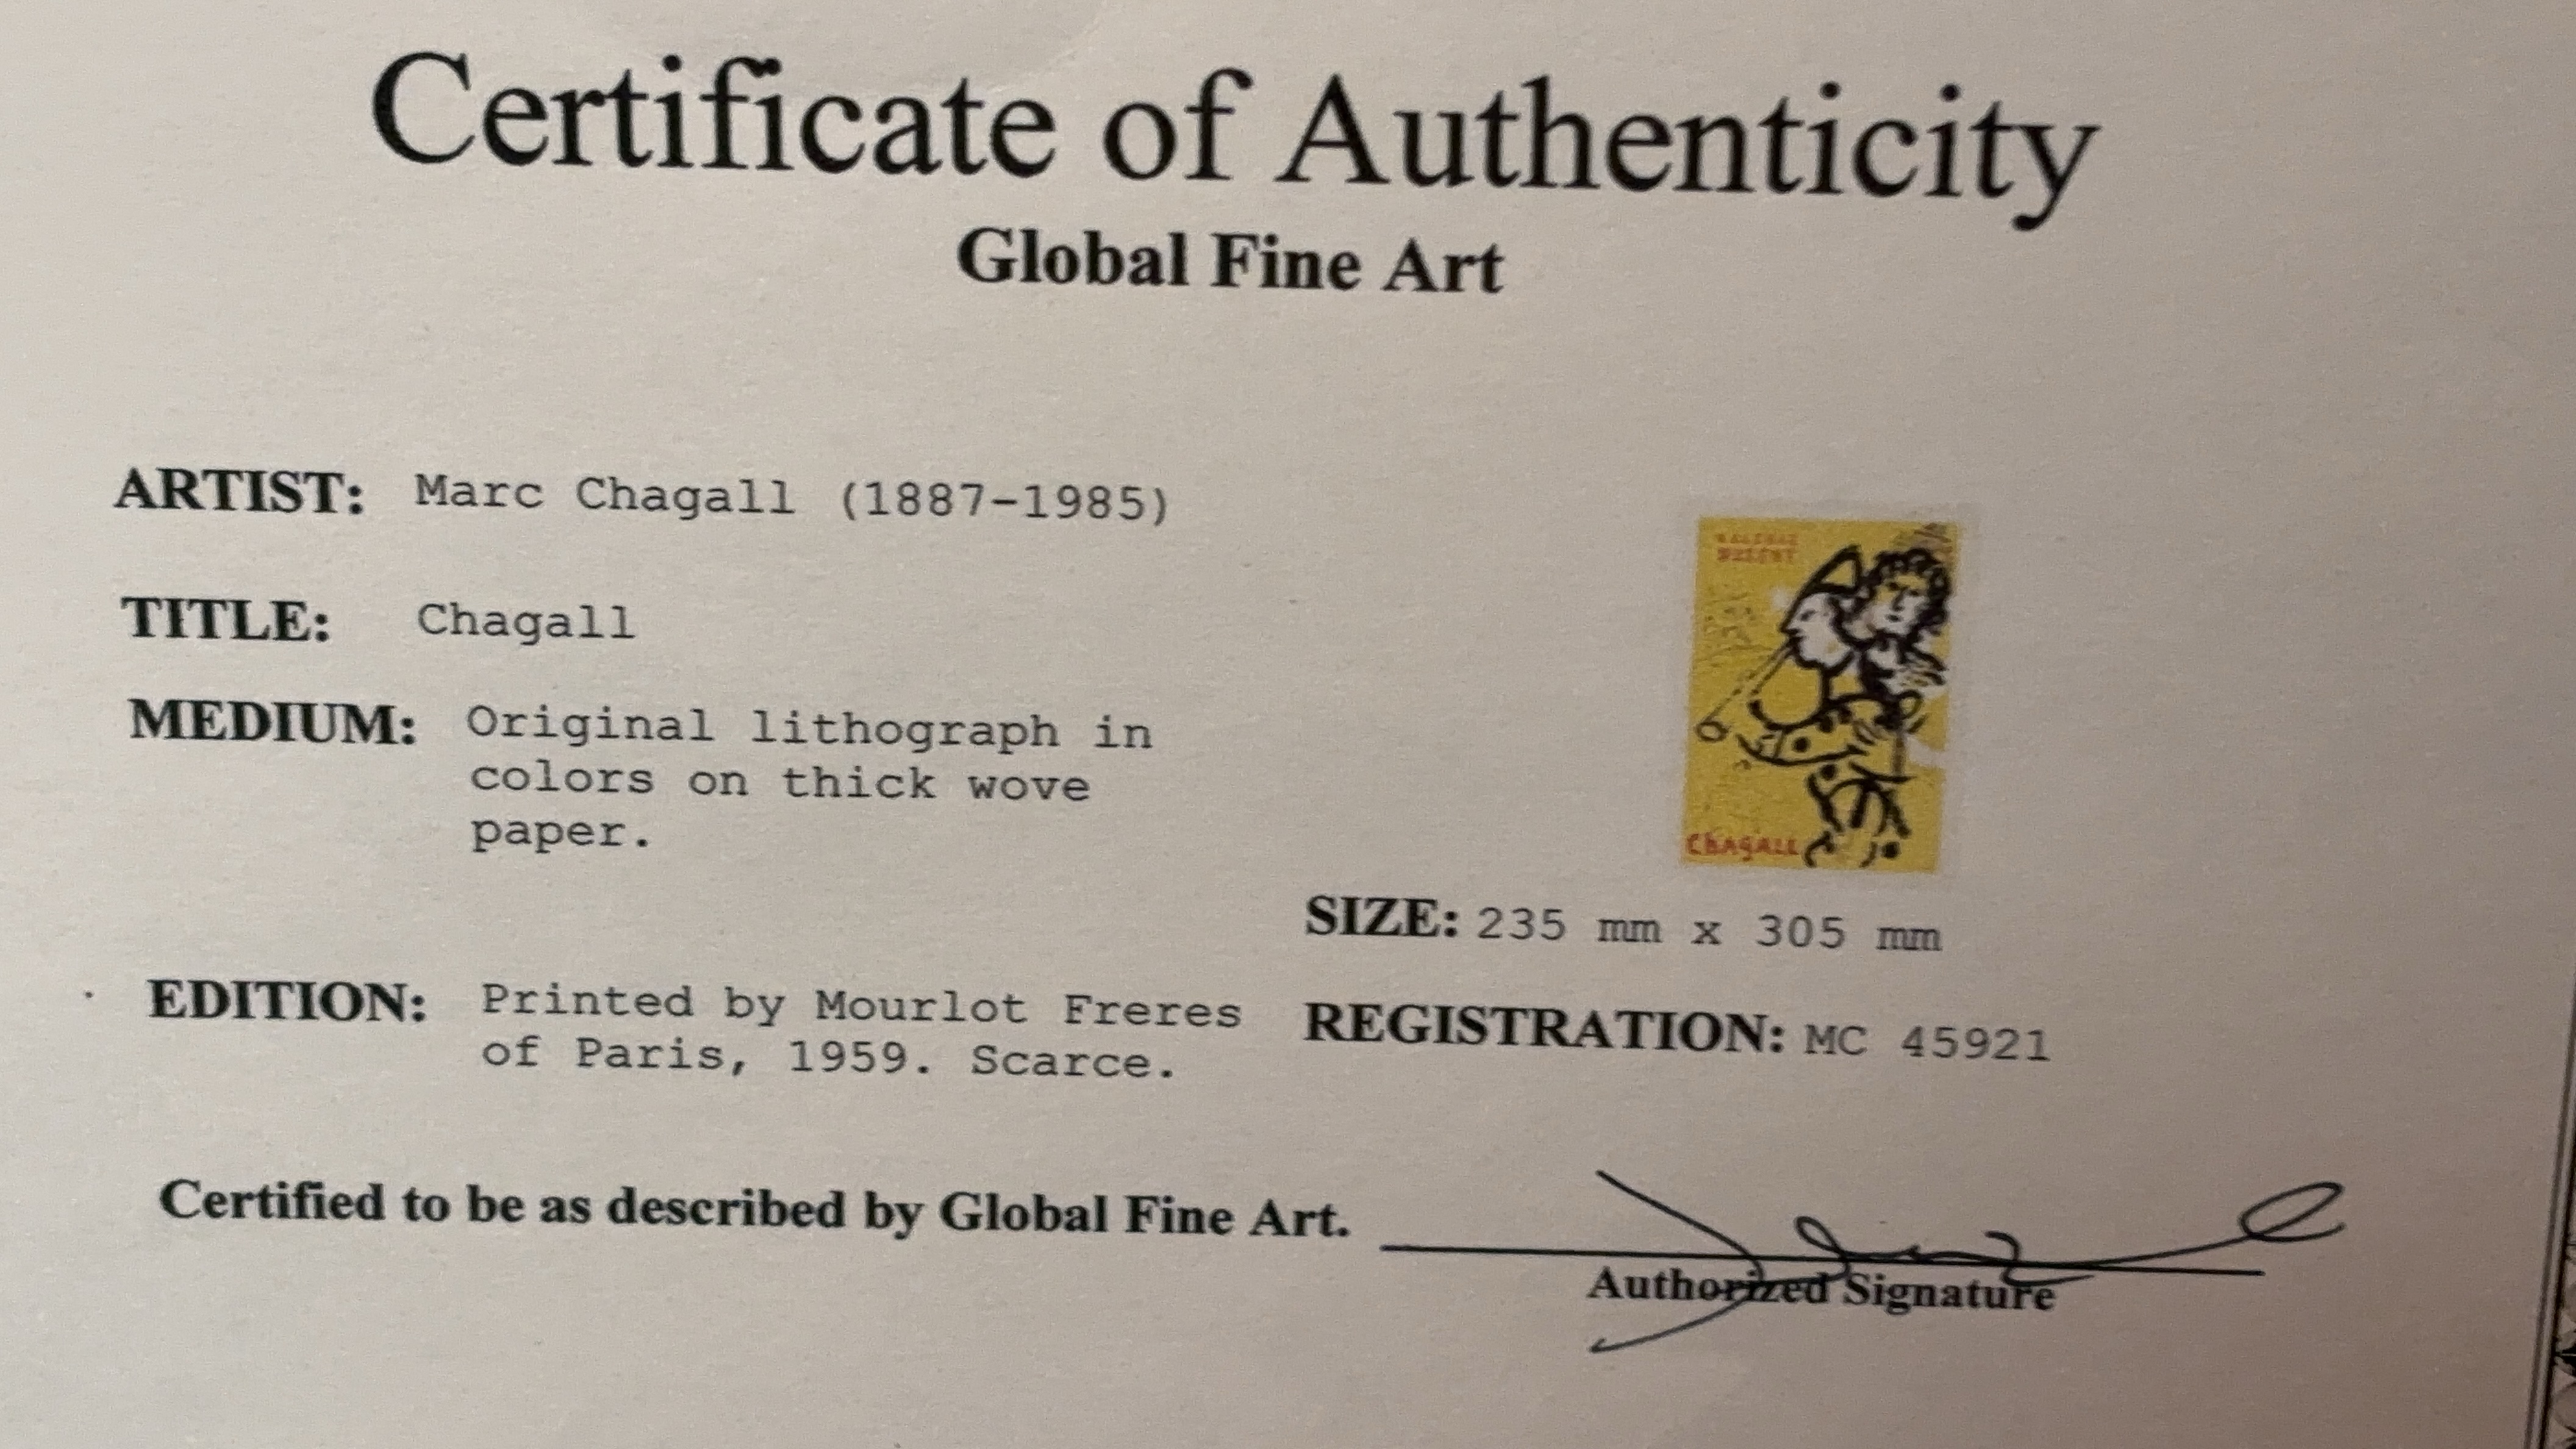 Certificate of Authenticity
Global Fine Art
ARTIST: Marc Chagall (1887-1985)
TITLE: Chagall
MEDIUM: Original lithograph in
colors on thick wove
paper.
CHAGALL
SIZE: 235 mm x 305 mm
EDITION: Printed by Mourlot Freres
of Paris, 1959. Scarce.
REGISTRATION: MC 45921
Certified to be as described by Global Fine Art.
Authorized Signature